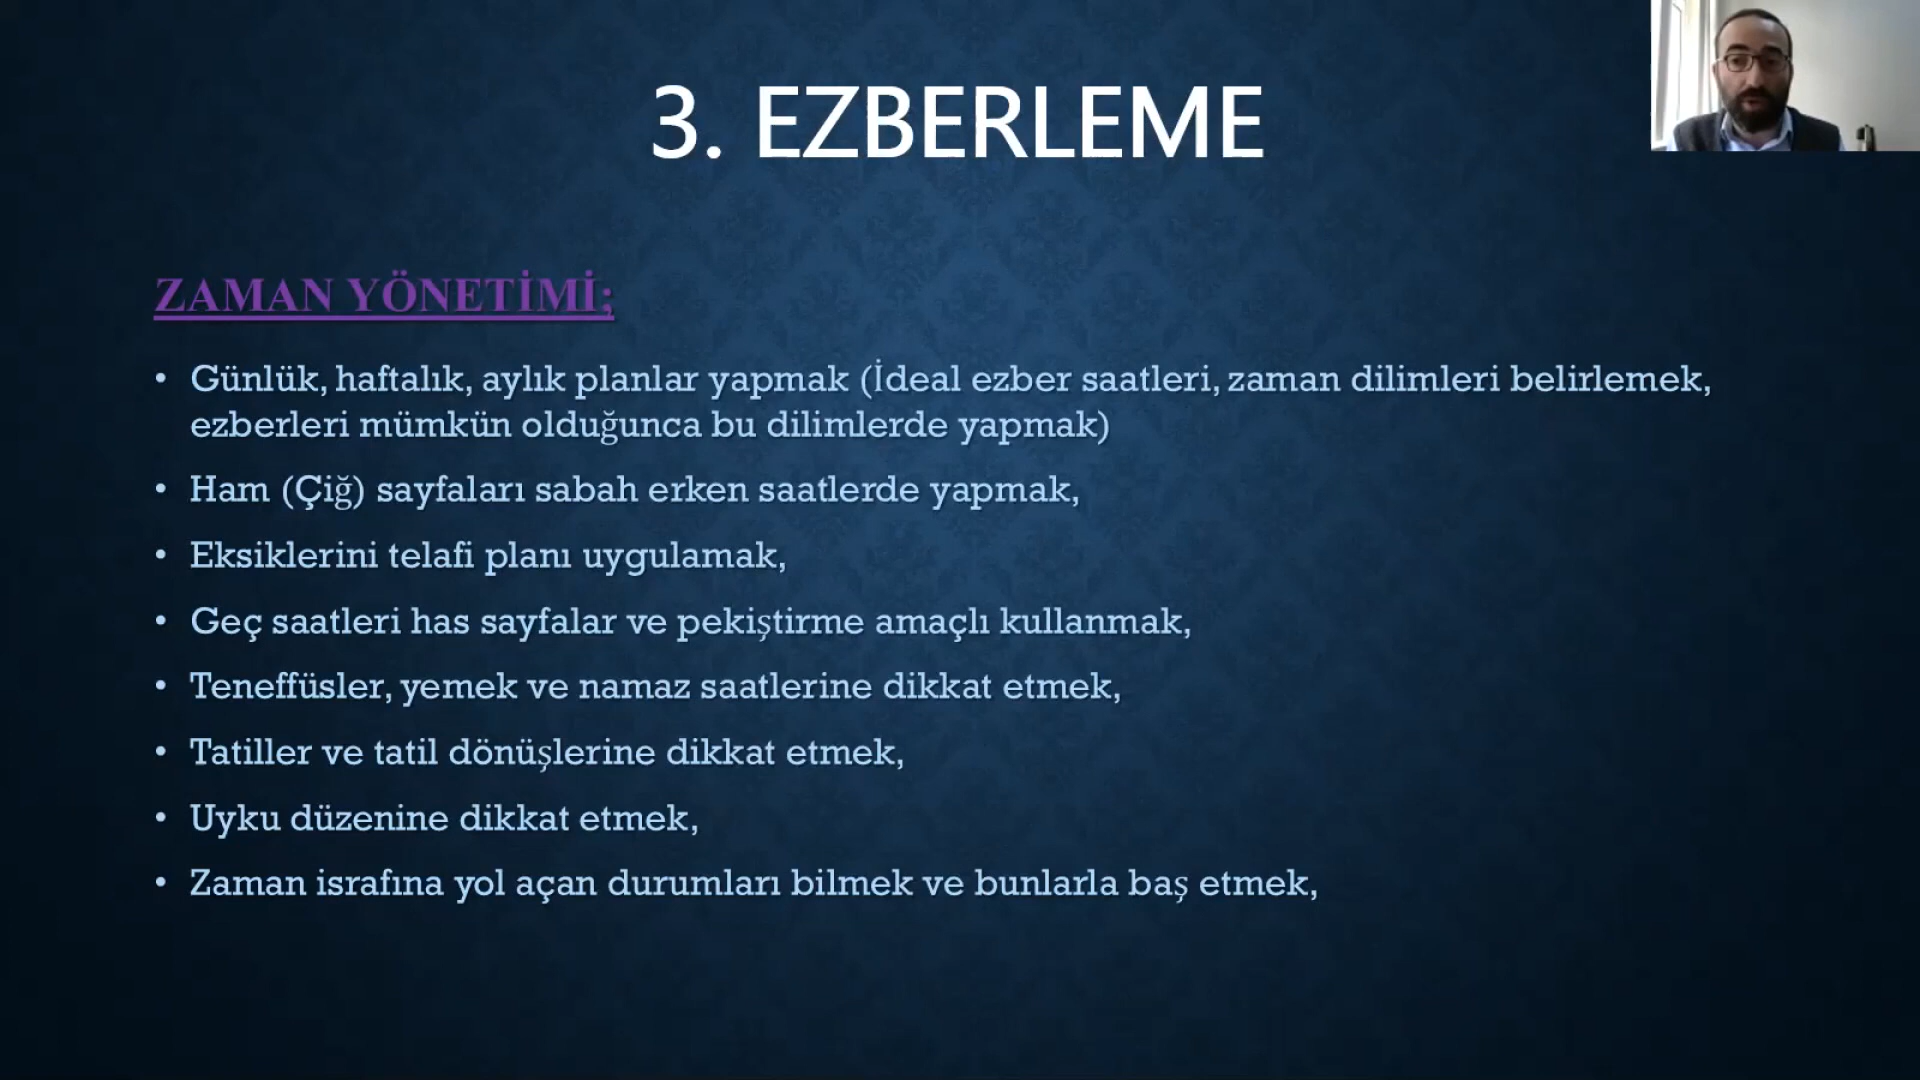 3. EZBERLEME
ZAMAN YÖNETİMİ;
• Günlük, haftalık, aylık planlar yapmak (İdeal ezber saatleri, zaman dilimleri belirlemek,
ezberleri mümkün olduğunca bu dilimlerde yapmak)
• Ham (Çiğ) sayfaları sabah erken saatlerde yapmak,
• Eksiklerini telafi planı uygulamak,
• Geç saatleri has sayfalar ve pekiştirme amaçlı kullanmak,
• Teneffüsler, yemek ve namaz saatlerine dikkat etmek,
• Tatiller ve tatil dönüşlerine dikkat etmek,
• Uyku düzenine dikkat etmek,
• Zaman israfına yol açan durumları bilmek ve bunlarla baş etmek,